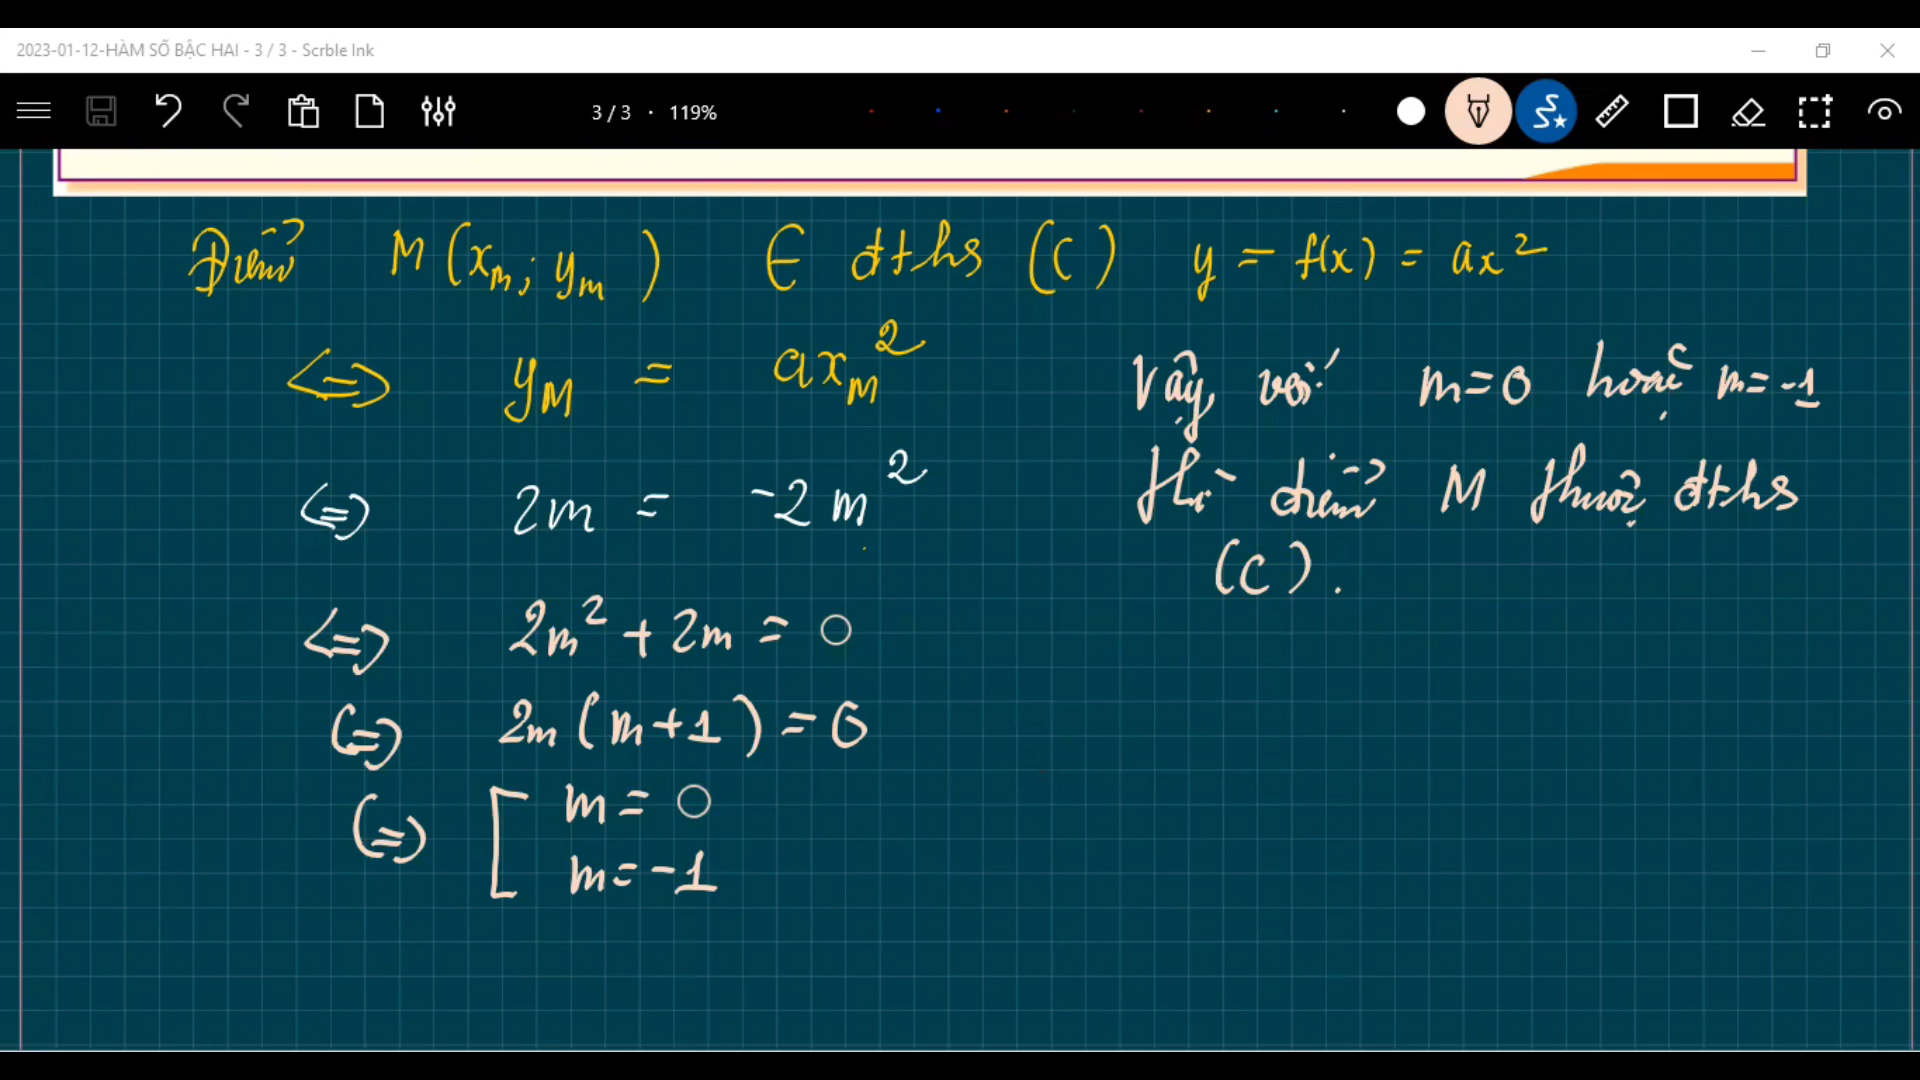 2023-01-12-HÀM SỐ BẬC HAI - 3 / 3 - Scrble Ink
3 / 3 · 119%
Điểm M(xₘ; yₘ) ∈ đths (C) y = f(x) = ax²
<=> y_M = ax_M²
<=> 2m = -2m²
<=> 2m² + 2m = 0
<=> 2m(m+1) = 0
<=> [ m = 0
m = -1
Vậy với m=0 hoặc m=-1
thì điểm M thuộc đths
(C).